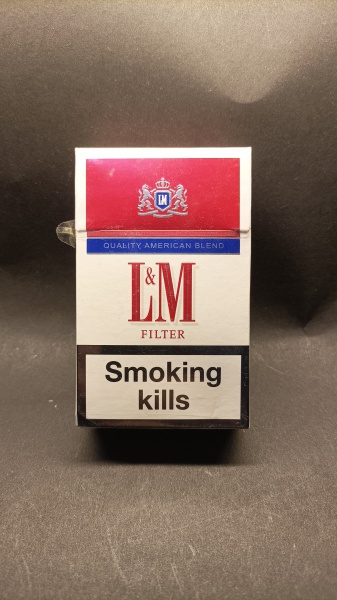 LM
QUALITY AMERICAN BLEND
L&M
FILTER
Smoking
kills